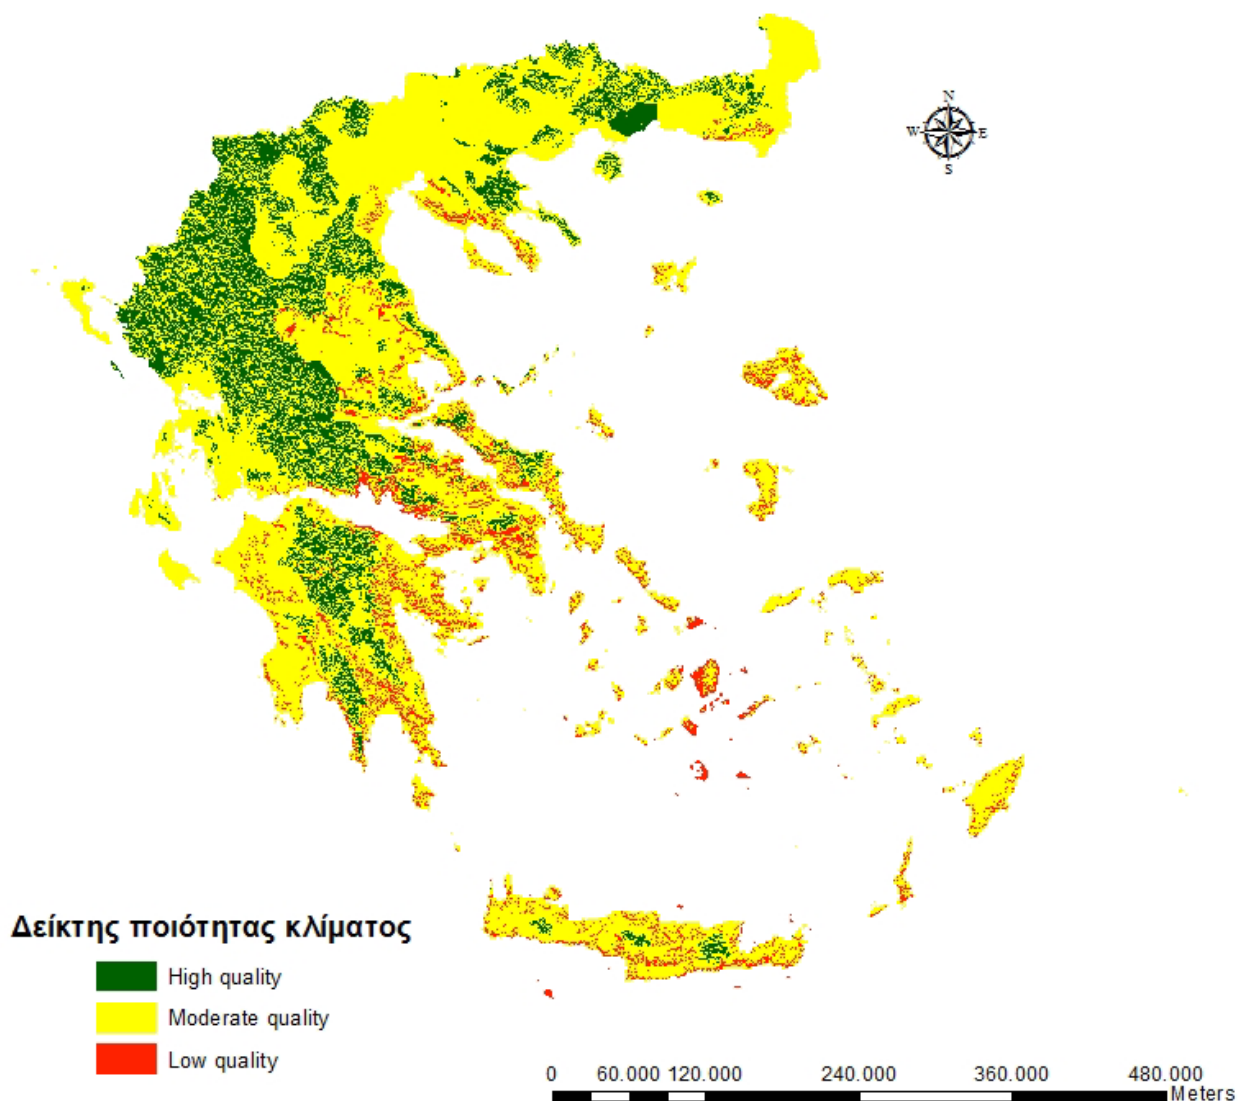 N
W E
S
Δείκτης ποιότητας κλίματος
High quality
Moderate quality
Low quality
0 60.000 120.000 240.000 360.000 480.000
Meters